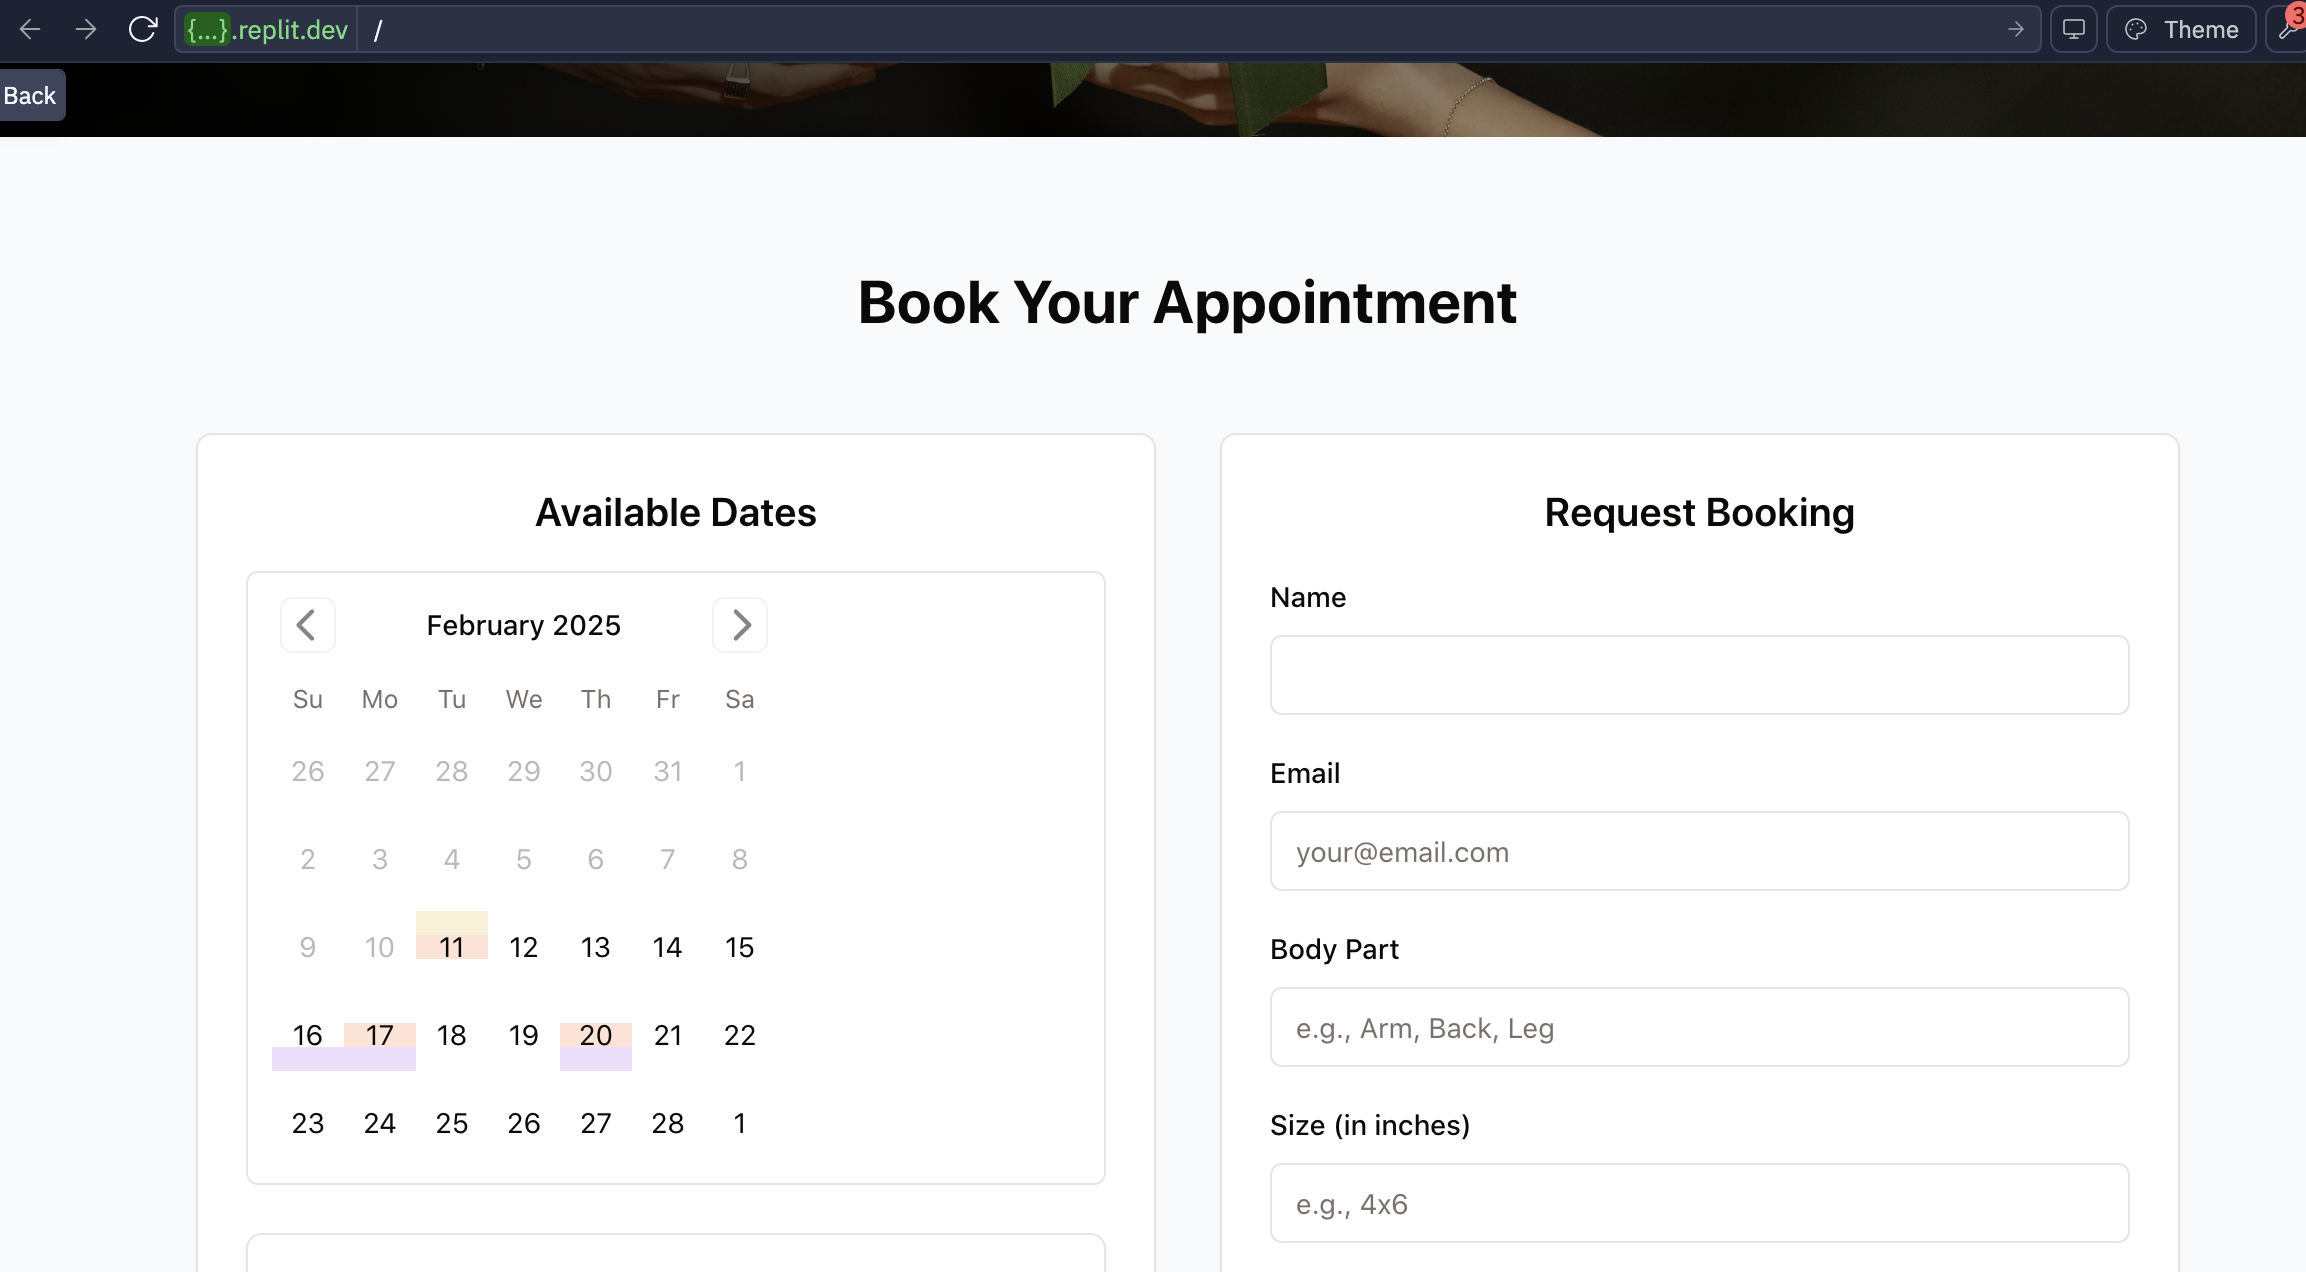 {...}.replit.dev /
Theme
3
Back
Book Your Appointment
Available Dates
February 2025
Su Mo Tu We Th Fr Sa
26 27 28 29 30 31 1
2 3 4 5 6 7 8
9 10 11 12 13 14 15
16 17 18 19 20 21 22
23 24 25 26 27 28 1
Request Booking
Name
Email
your@email.com
Body Part
e.g., Arm, Back, Leg
Size (in inches)
e.g., 4x6